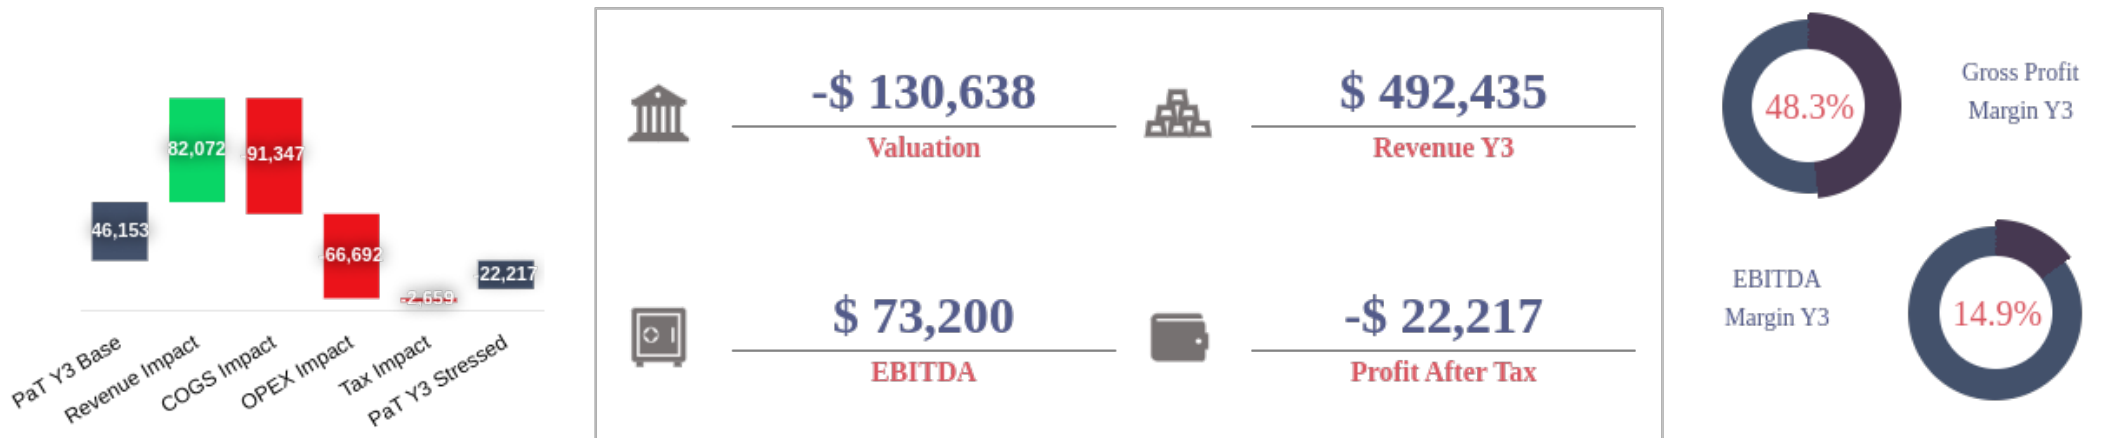 46,153
82,072
-91,347
-66,692
-2,659
-22,217
PaT Y3 Base
Revenue Impact
COGS Impact
OPEX Impact
Tax Impact
PaT Y3 Stressed
-$ 130,638
Valuation
$ 492,435
Revenue Y3
$ 73,200
EBITDA
-$ 22,217
Profit After Tax
48.3%
Gross Profit
Margin Y3
EBITDA
Margin Y3
14.9%